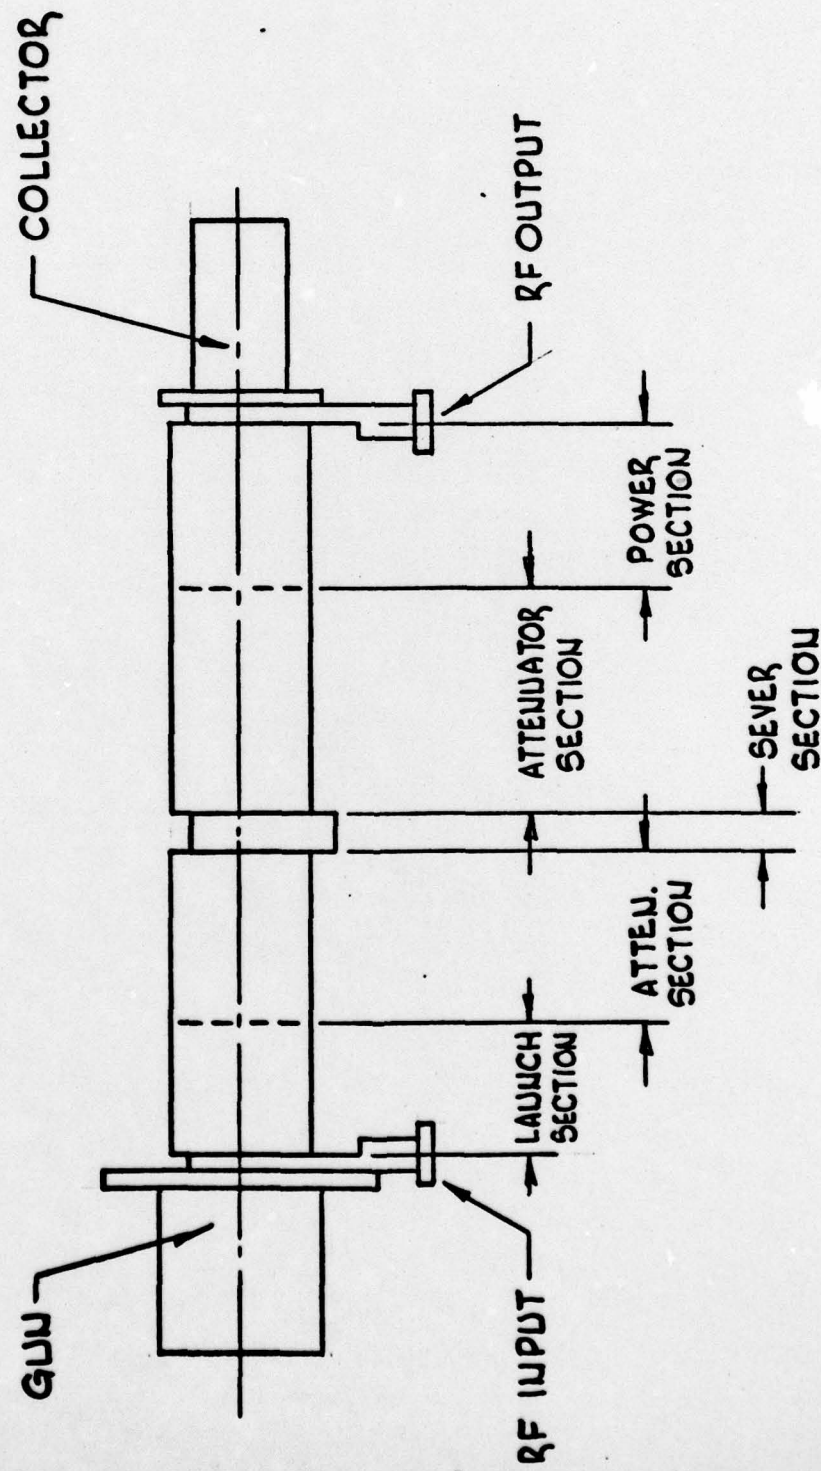 GUN
COLLECTOR
RF INPUT
RF OUTPUT
LAUNCH
SECTION
ATTENUATOR
SECTION
ATTEN.
SECTION
POWER
SECTION
SEVER
SECTION